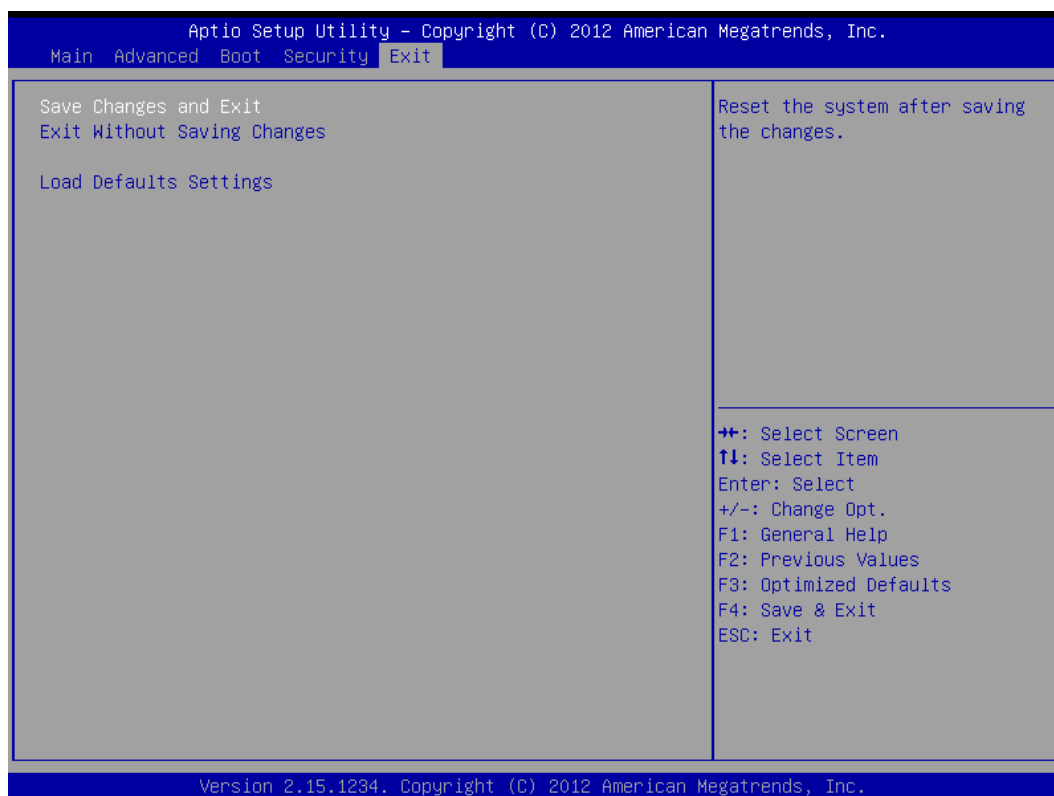 Aptio Setup Utility – Copyright (C) 2012 American Megatrends, Inc.
Main Advanced Boot Security Exit
Save Changes and Exit
Exit Without Saving Changes
Load Defaults Settings
Reset the system after saving
the changes.
→←: Select Screen
↑↓: Select Item
Enter: Select
+/-: Change Opt.
F1: General Help
F2: Previous Values
F3: Optimized Defaults
F4: Save & Exit
ESC: Exit
Version 2.15.1234. Copyright (C) 2012 American Megatrends, Inc.